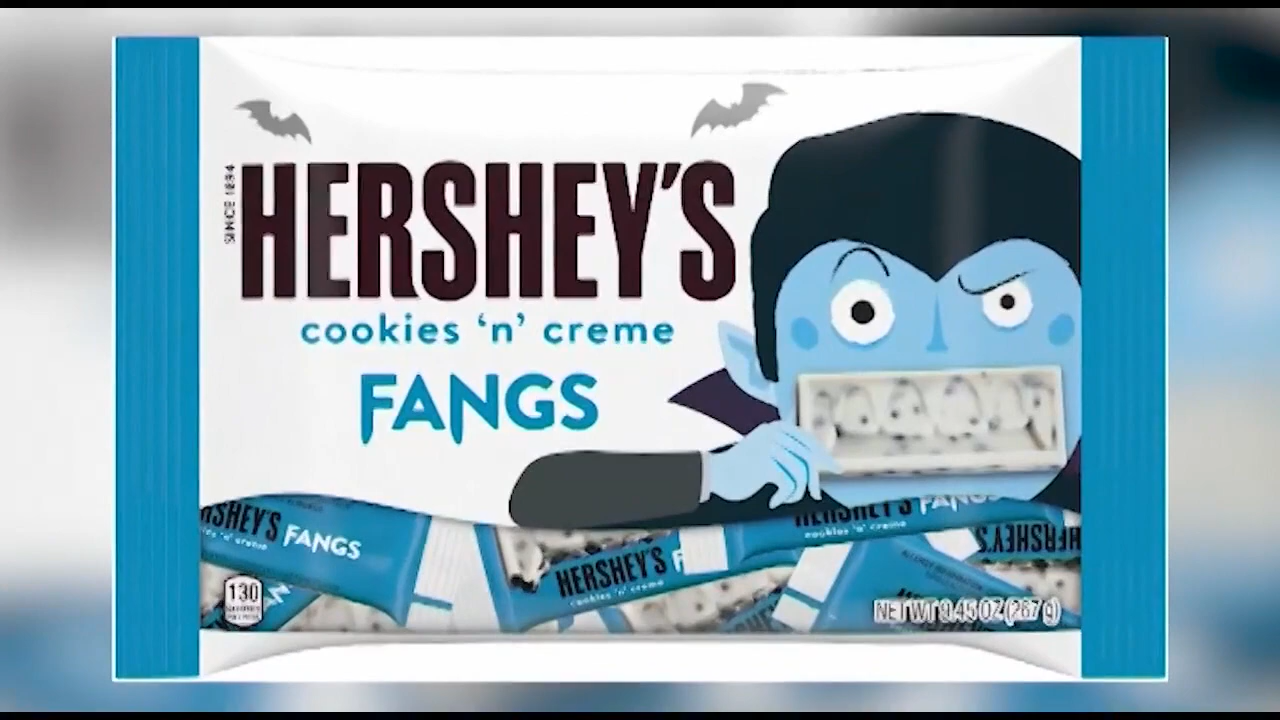 SINCE 1894
HERSHEY'S
cookies 'n' creme
FANGS
HERSHEY'S FANGS
HERSHEY'S
cookies 'n' creme
HERSHEY'S FANGS
cookies 'n' creme
HERSHEY'S
130
NET WT 9.45 OZ (267 g)